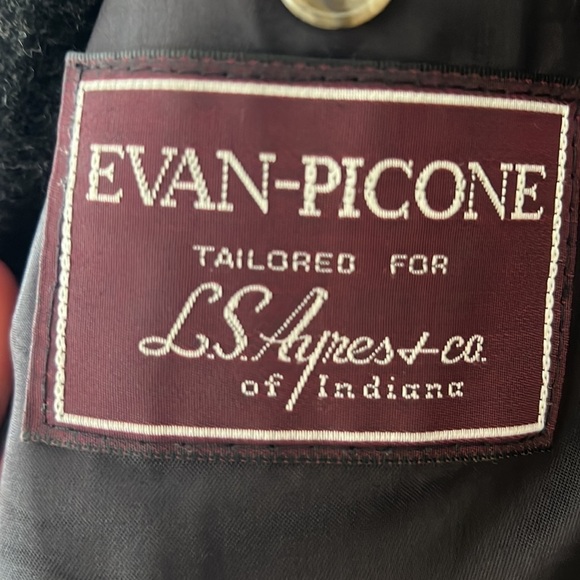 EVAN-PICONE
TAILORED FOR
L.S. Ayres & co.
of Indiana